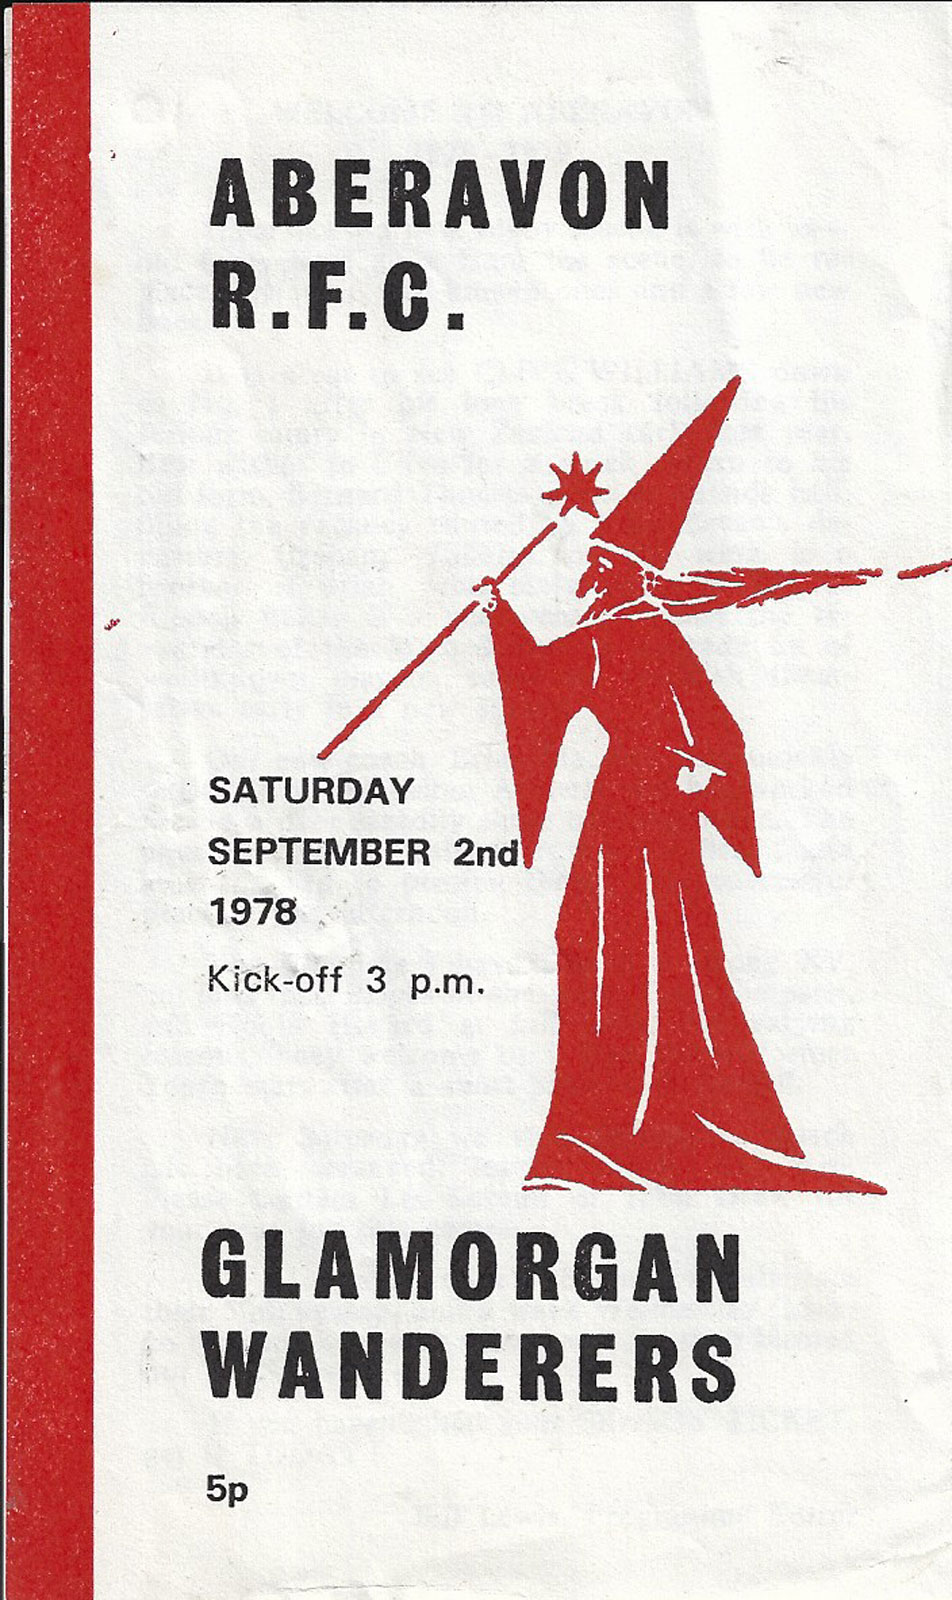 ABERAVON
R.F.C.
SATURDAY
SEPTEMBER 2nd
1978
Kick-off 3 p.m.
GLAMORGAN
WANDERERS
5p